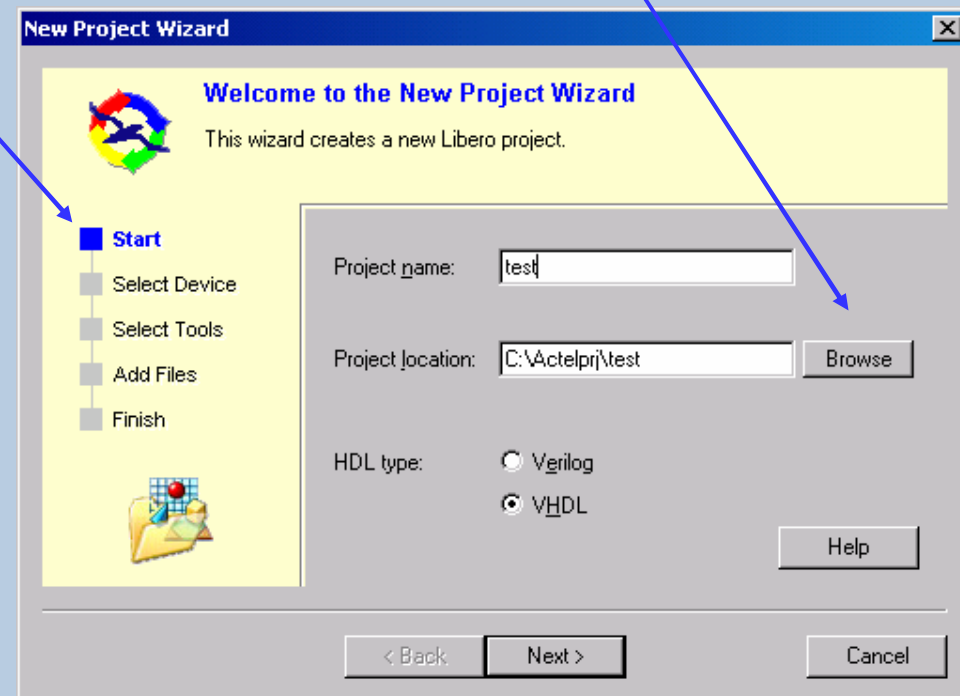 New Project Wizard
Welcome to the New Project Wizard
This wizard creates a new Libero project.
Start
Select Device
Select Tools
Add Files
Finish
Project name: test
Project location: C:\Actelprj\test Browse
HDL type: Verilog
VHDL
Help
< Back Next > Cancel